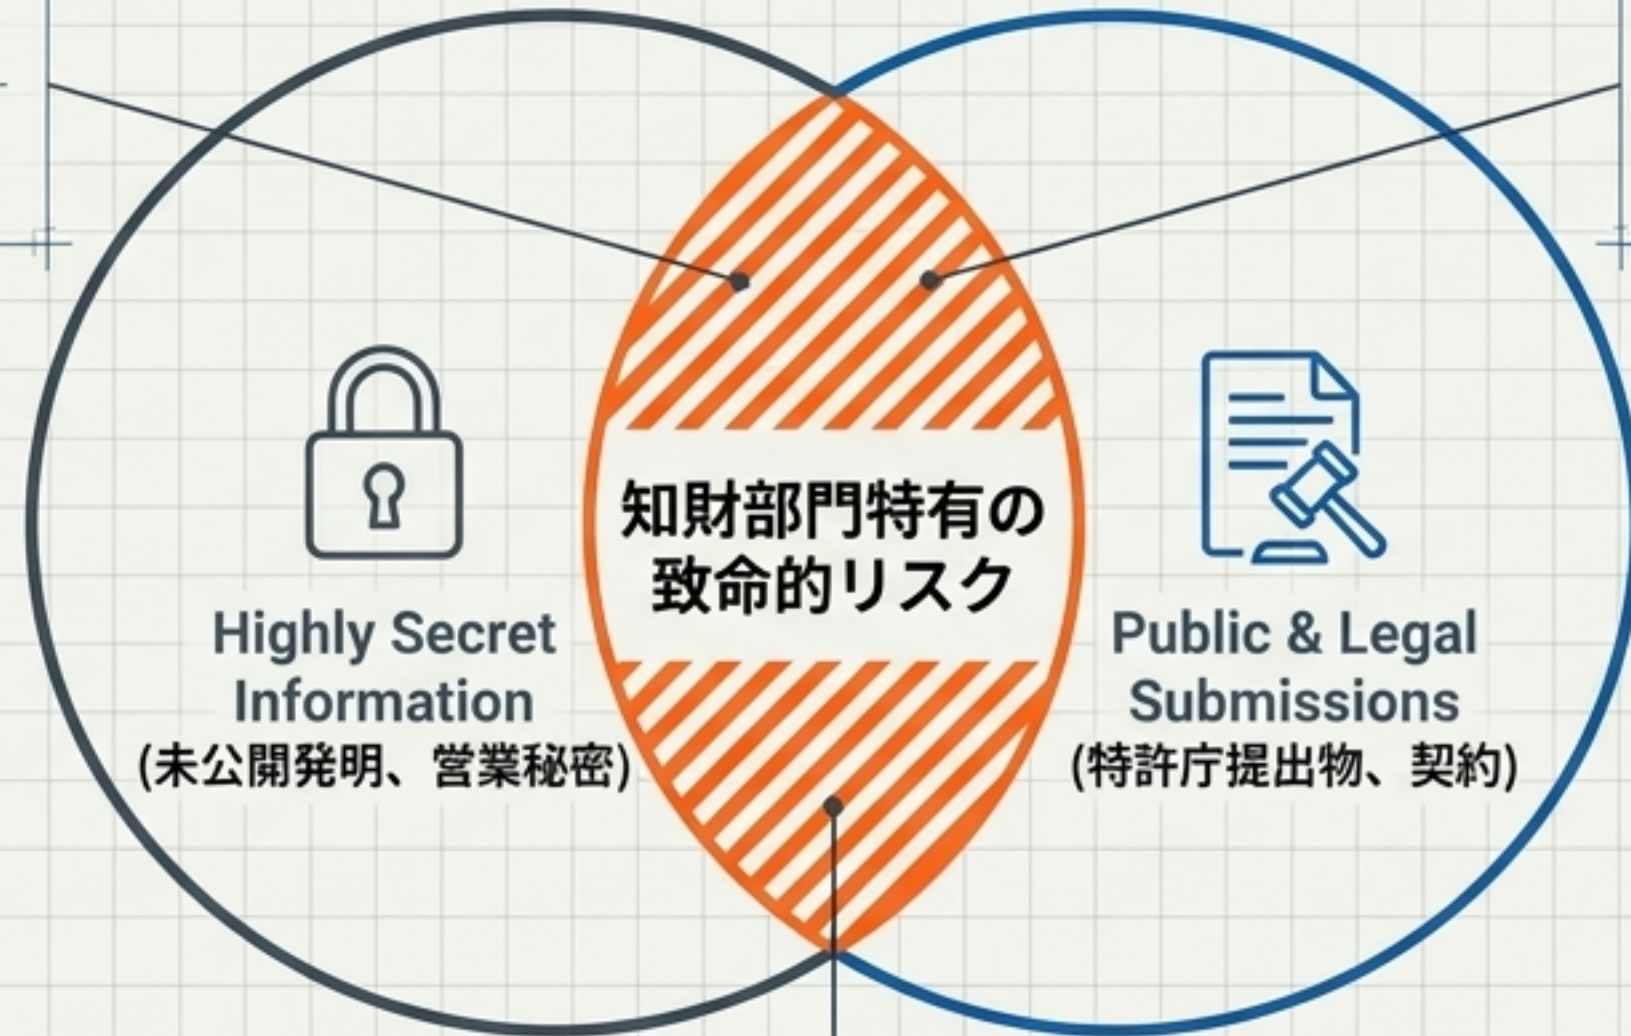 知財部門特有の
致命的リスク
Highly Secret
Information
(未公開発明、営業秘密)
Public & Legal
Submissions
(特許庁提出物、契約)